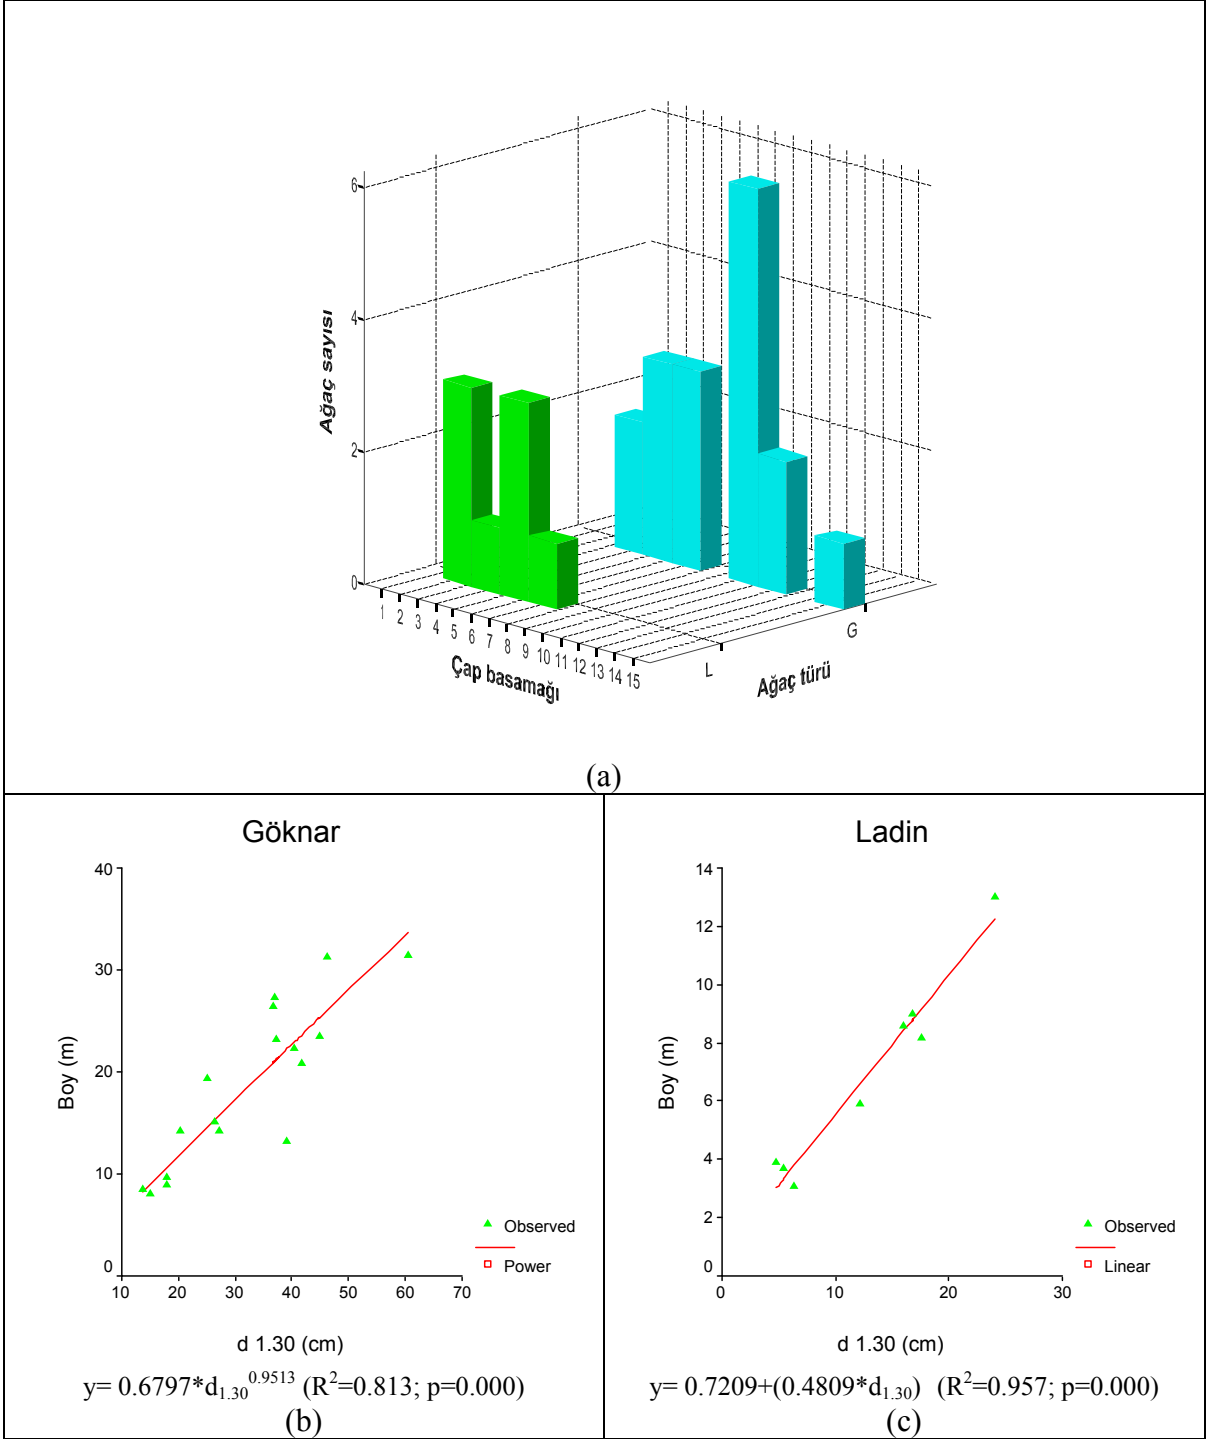 6
4
2
0
Ağaç sayısı
1 2 3 4 5 6 7 8 9 10 11 12 13 14 15
Çap basamağı
L G
Ağaç türü
(a)
Göknar
40
30
20
10
0
Boy (m)
10 20 30 40 50 60 70
d 1.30 (cm)
Observed
Power
y= 0.6797*d1.30^0.9513 (R²=0.813; p=0.000)
(b)
Ladin
14
12
10
8
6
4
2
0
Boy (m)
0 10 20 30
d 1.30 (cm)
Observed
Linear
y= 0.7209+(0.4809*d1.30) (R²=0.957; p=0.000)
(c)